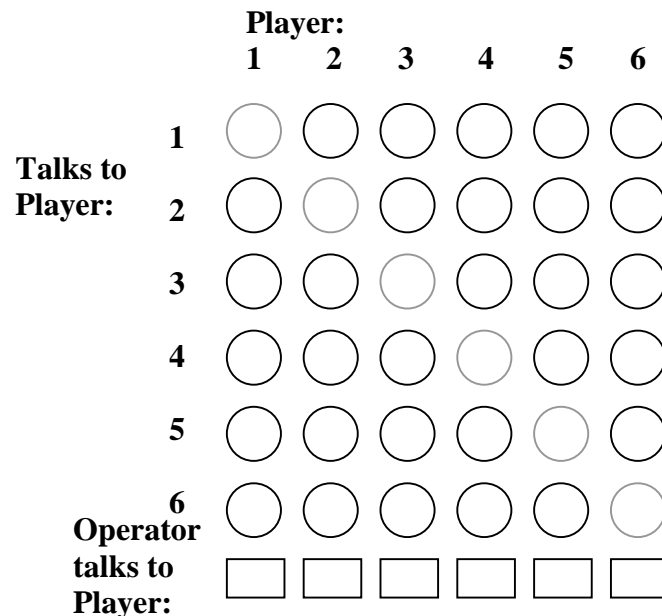 Player:
1 2 3 4 5 6
1
Talks to
Player:
2
3
4
5
6
Operator
talks to
Player: